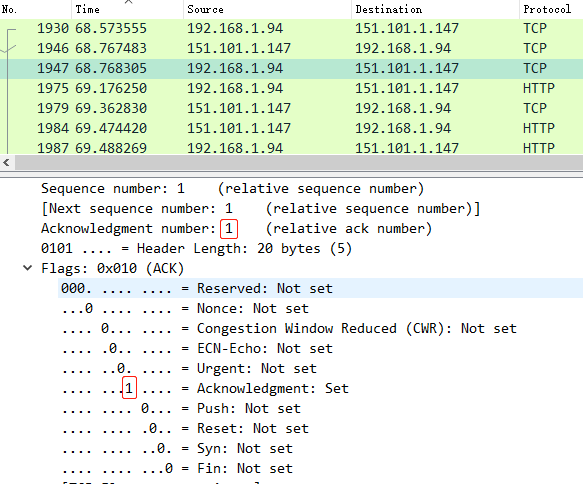 No. Time Source Destination Protocol
1930 68.573555 192.168.1.94 151.101.1.147 TCP
1946 68.767483 151.101.1.147 192.168.1.94 TCP
1947 68.768305 192.168.1.94 151.101.1.147 TCP
1975 69.176250 192.168.1.94 151.101.1.147 HTTP
1979 69.362830 151.101.1.147 192.168.1.94 TCP
1984 69.474420 151.101.1.147 192.168.1.94 HTTP
1987 69.488269 192.168.1.94 151.101.1.147 HTTP
Sequence number: 1 (relative sequence number)
[Next sequence number: 1 (relative sequence number)]
Acknowledgment number: 1 (relative ack number)
0101 .... = Header Length: 20 bytes (5)
Flags: 0x010 (ACK)
000. .... .... = Reserved: Not set
...0 .... .... = Nonce: Not set
.... 0... .... = Congestion Window Reduced (CWR): Not set
.... .0.. .... = ECN-Echo: Not set
.... ..0. .... = Urgent: Not set
.... ...1 .... = Acknowledgment: Set
.... .... 0... = Push: Not set
.... .... .0.. = Reset: Not set
.... .... ..0. = Syn: Not set
.... .... ...0 = Fin: Not set